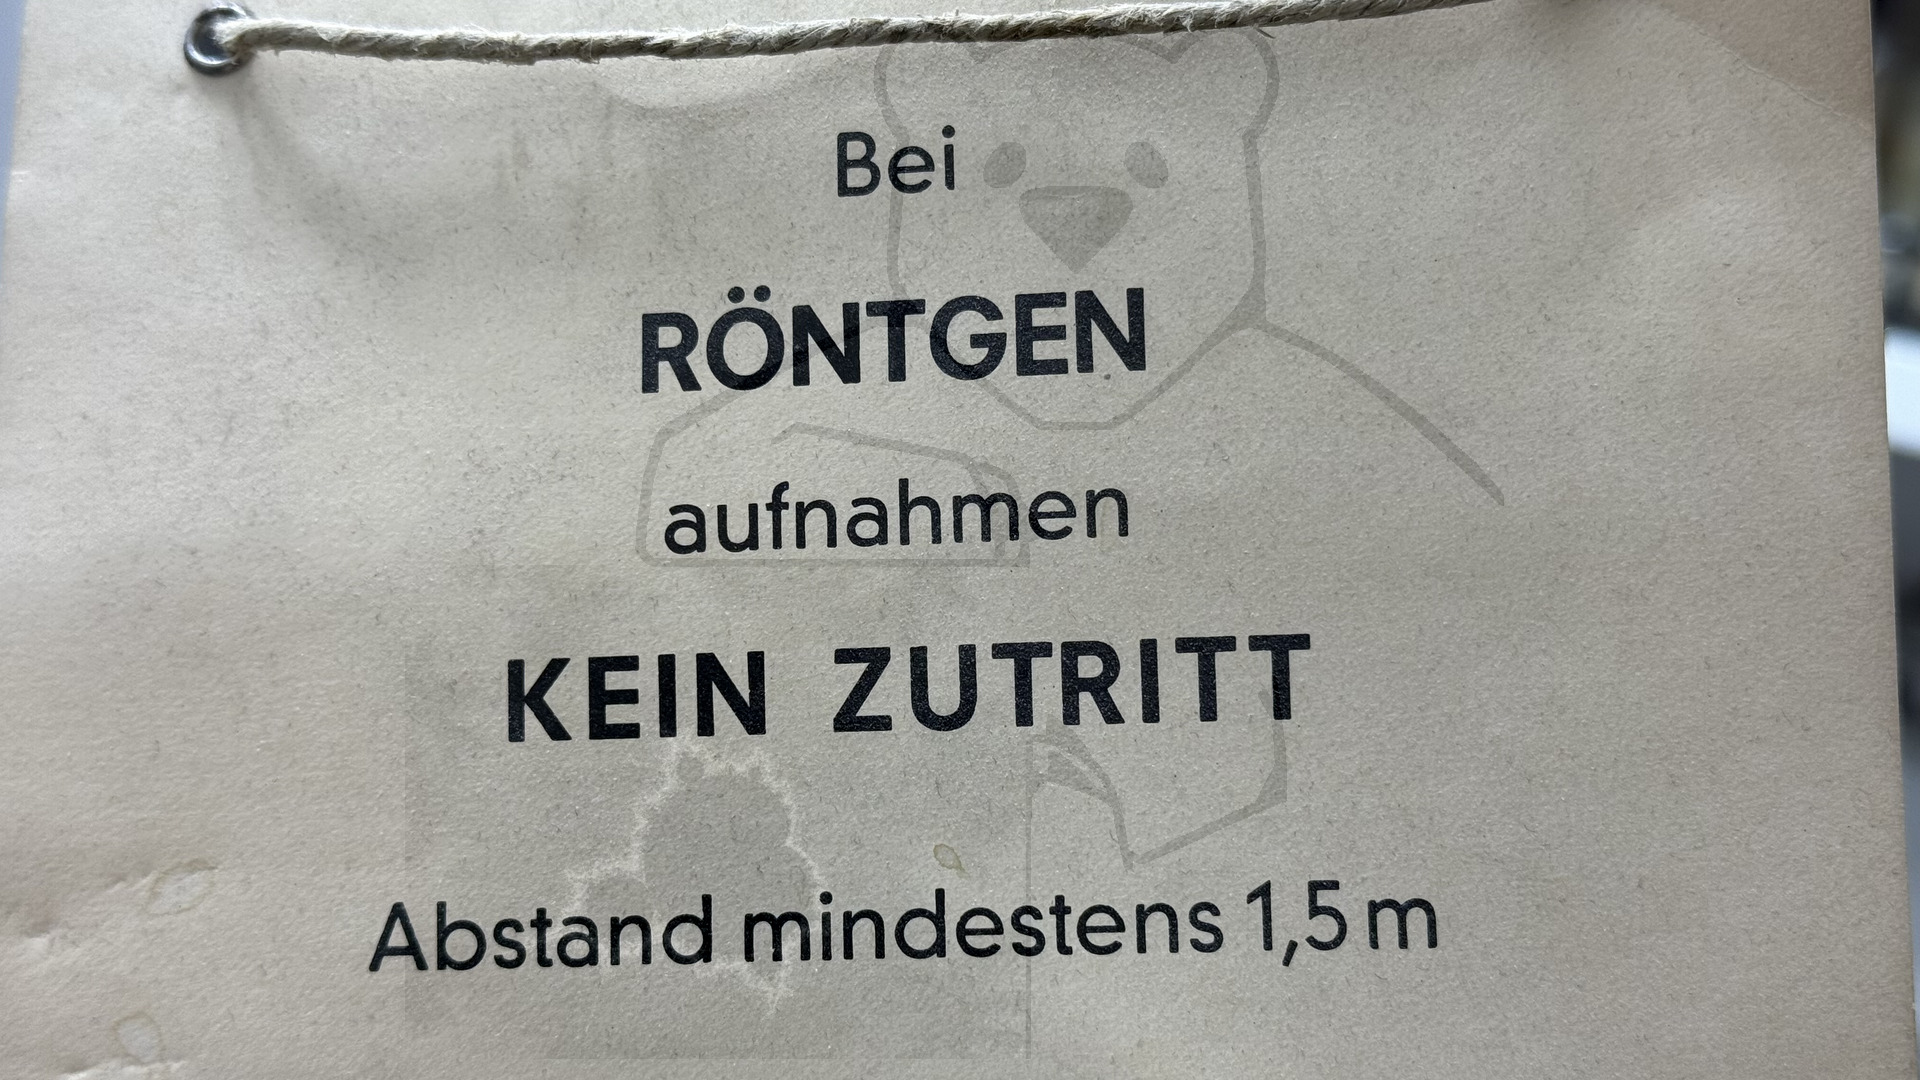 Bei
RÖNTGEN
aufnahmen
KEIN ZUTRITT
Abstand mindestens 1,5 m